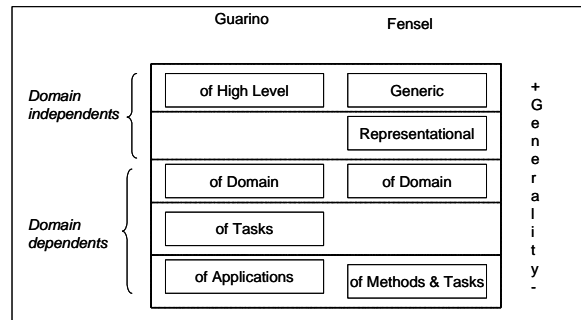 Guarino Fensel
Domain
independents
of High Level Generic
Representational
of Domain of Domain
Domain
dependents
of Tasks
of Applications of Methods & Tasks
+
G
e
n
e
r
a
l
i
t
y
-